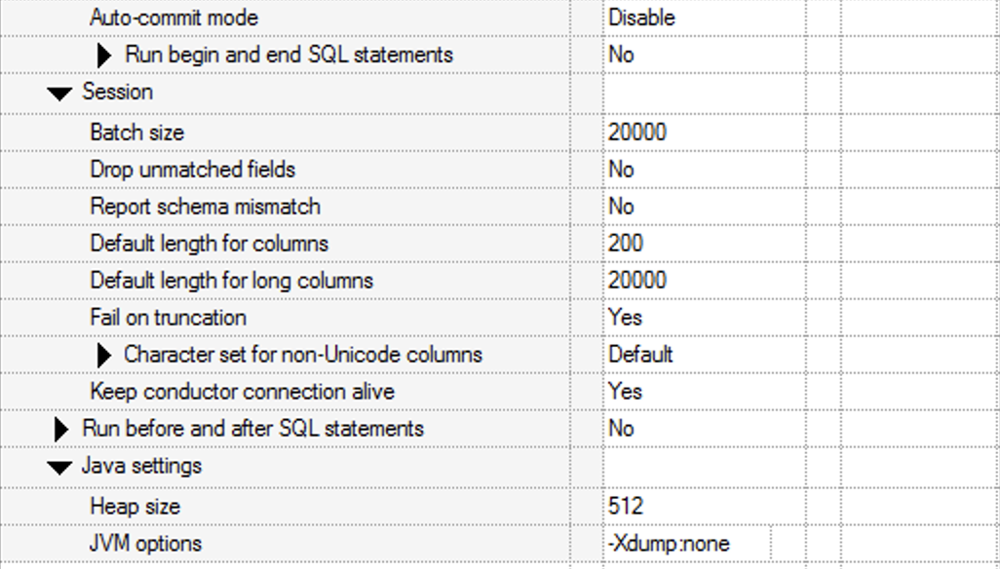 Auto-commit mode Disable
Run begin and end SQL statements No
Session
Batch size 20000
Drop unmatched fields No
Report schema mismatch No
Default length for columns 200
Default length for long columns 20000
Fail on truncation Yes
Character set for non-Unicode columns Default
Keep conductor connection alive Yes
Run before and after SQL statements No
Java settings
Heap size 512
JVM options -Xdump:none